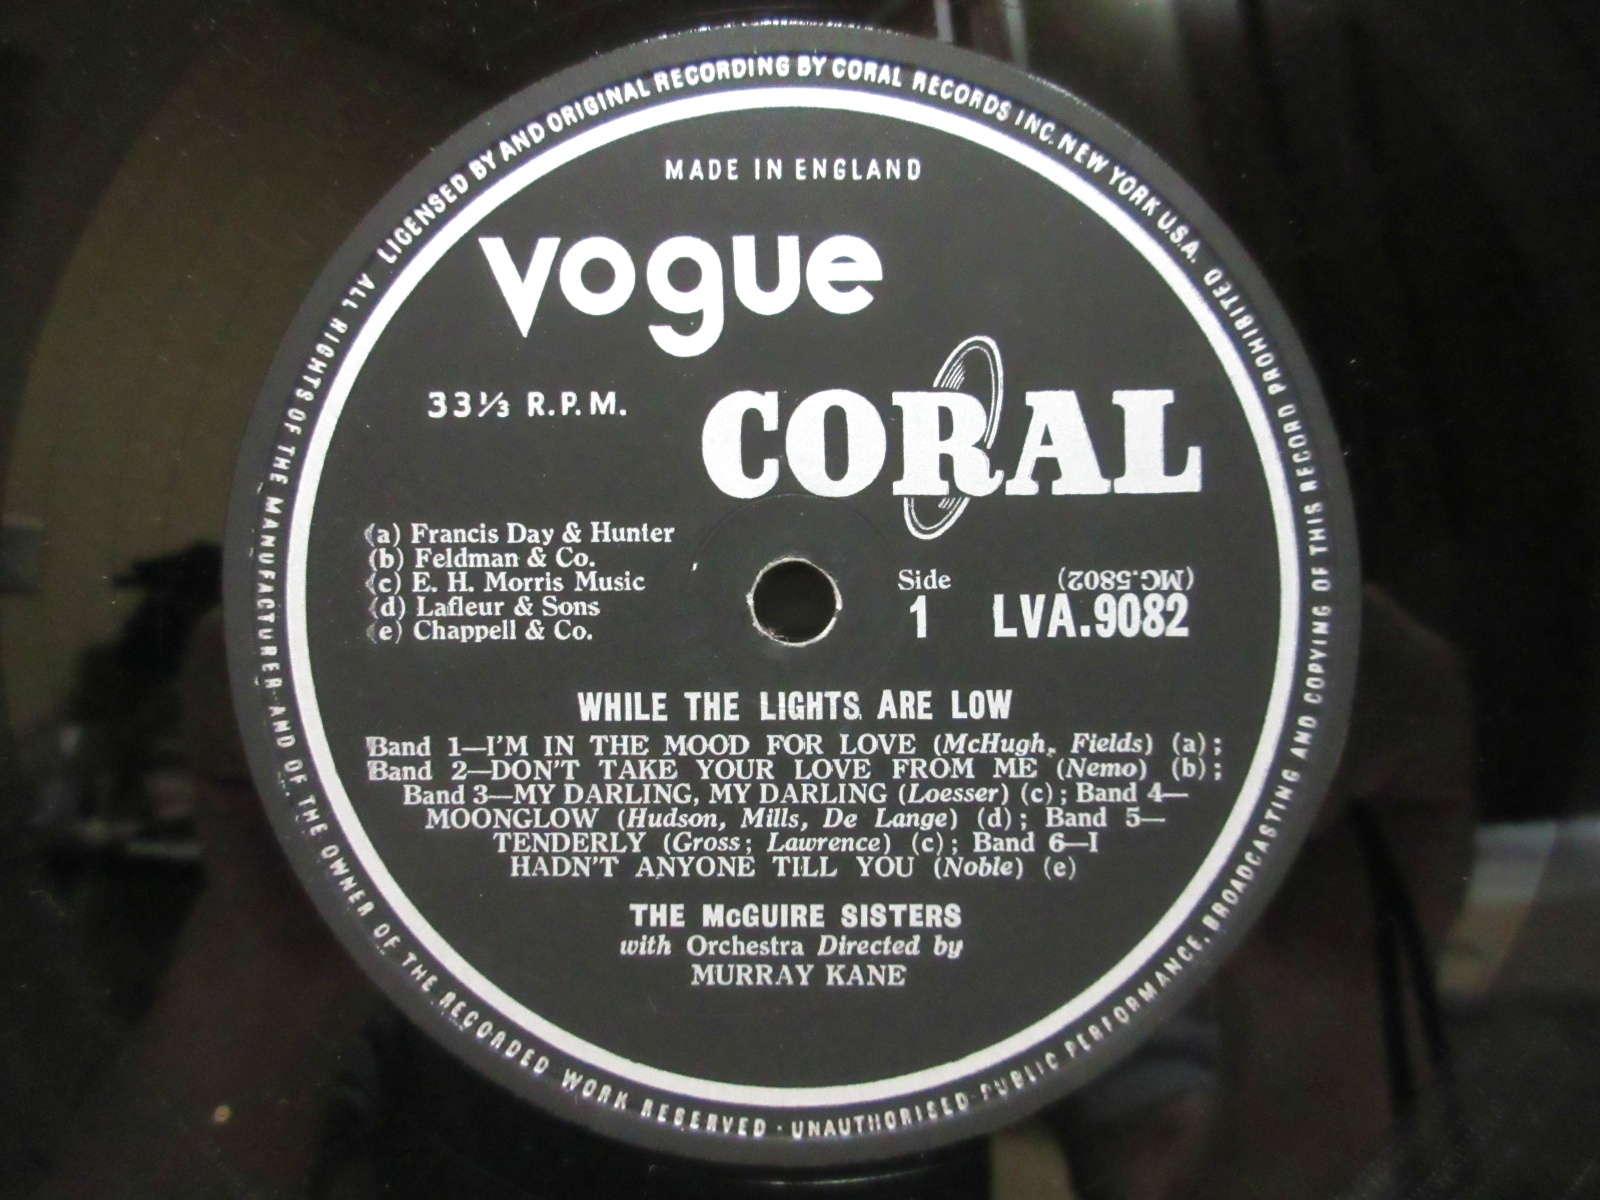 LICENSED BY AND ORIGINAL RECORDING BY CORAL RECORDS INC. NEW YORK U.S.A.
MADE IN ENGLAND
vogue
CORAL
33⅓ R.P.M.
(a) Francis Day & Hunter
(b) Feldman & Co.
(c) E. H. Morris Music
(d) Lafleur & Sons
(e) Chappell & Co.
Side
1
(MG.5802)
LVA.9082
WHILE THE LIGHTS ARE LOW
Band 1—I'M IN THE MOOD FOR LOVE (McHugh, Fields) (a);
Band 2—DON'T TAKE YOUR LOVE FROM ME (Nemo) (b);
Band 3—MY DARLING, MY DARLING (Loesser) (c); Band 4—
MOONGLOW (Hudson, Mills, De Lange) (d); Band 5—
TENDERLY (Gross; Lawrence) (c); Band 6—I
HADN'T ANYONE TILL YOU (Noble) (e)
THE McGUIRE SISTERS
with Orchestra Directed by
MURRAY KANE
ALL RIGHTS OF THE MANUFACTURER AND OF THE OWNER OF THE RECORDED WORK RESERVED · UNAUTHORISED PUBLIC PERFORMANCE, BROADCASTING AND COPYING OF THIS RECORD PROHIBITED